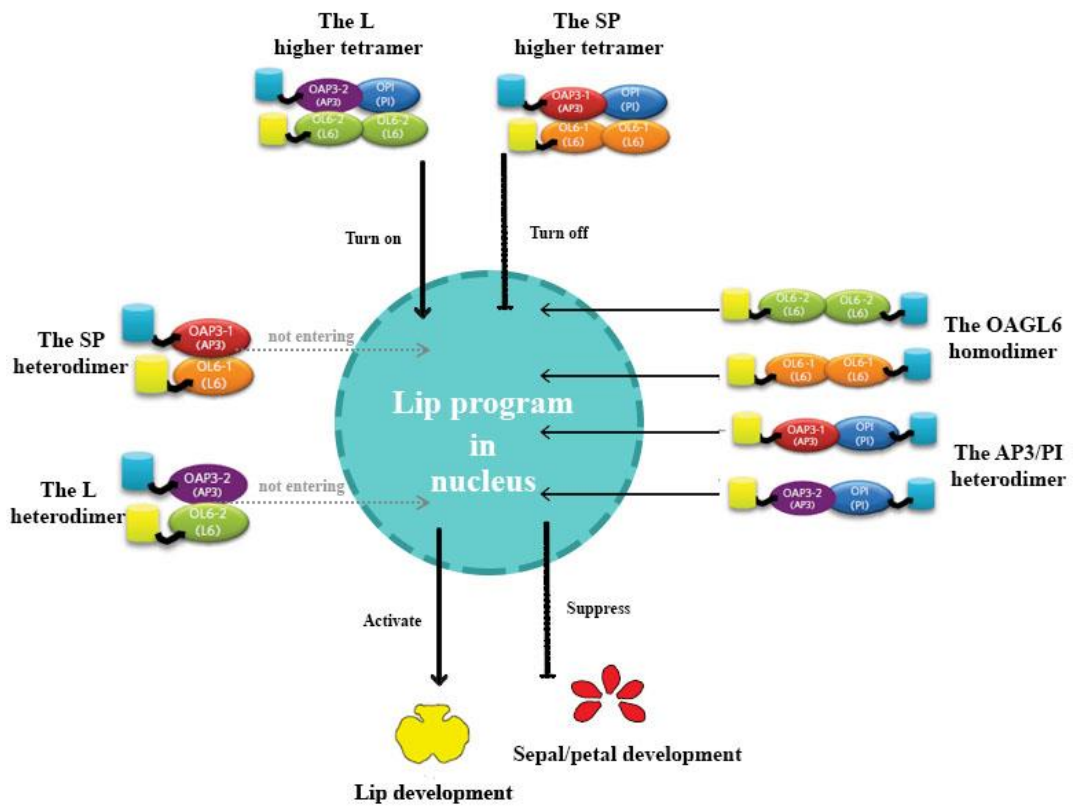 The L
higher tetramer
OAP3-2
(AP3)
OPI
(PI)
OL6-2
(L6)
OL6-2
(L6)
The SP
higher tetramer
OAP3-1
(AP3)
OPI
(PI)
OL6-1
(L6)
OL6-1
(L6)
Turn on
Turn off
The SP
heterodimer
OAP3-1
(AP3)
OL6-1
(L6)
not entering
The L
heterodimer
OAP3-2
(AP3)
OL6-2
(L6)
not entering
Lip program
in
nucleus
OL6-2
(L6)
OL6-2
(L6)
OL6-1
(L6)
OL6-1
(L6)
The OAGL6
homodimer
OAP3-1
(AP3)
OPI
(PI)
OAP3-2
(AP3)
OPI
(PI)
The AP3/PI
heterodimer
Activate
Suppress
Lip development
Sepal/petal development